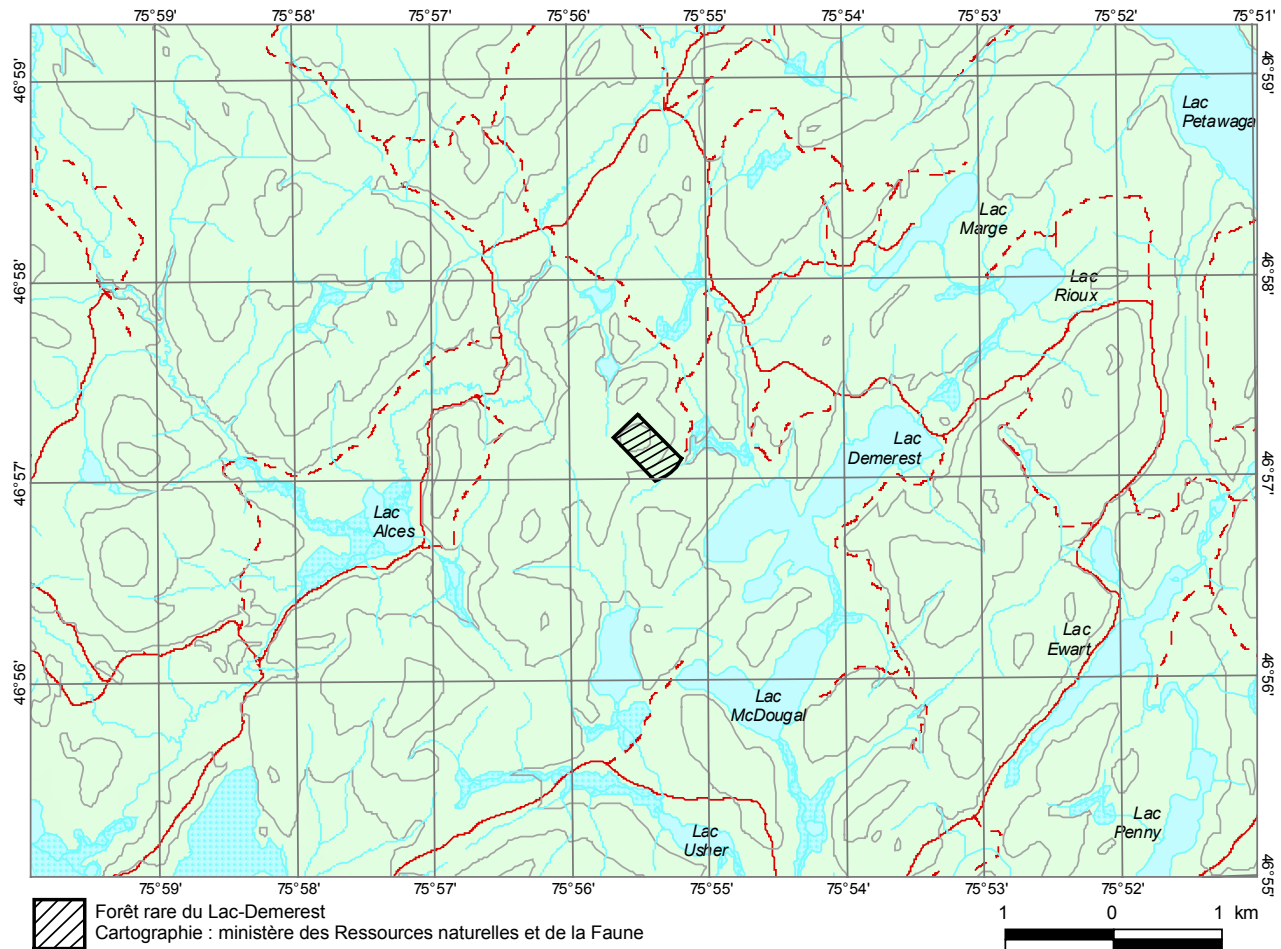 75°59' 75°58' 75°57' 75°56' 75°55' 75°54' 75°53' 75°52' 75°51'
46°59' 46°59'
Lac
Petawaga
Lac
Marge
46°58' 46°58'
Lac
Rioux
Lac
Demerest
46°57' 46°57'
Lac
Alces
Lac
Ewart
46°56' 46°56'
Lac
McDougal
Lac
Penny
Lac
Usher
46°55'
75°59' 75°58' 75°57' 75°56' 75°55' 75°54' 75°53' 75°52'
Forêt rare du Lac-Demerest
Cartographie : ministère des Ressources naturelles et de la Faune
1 0 1 km